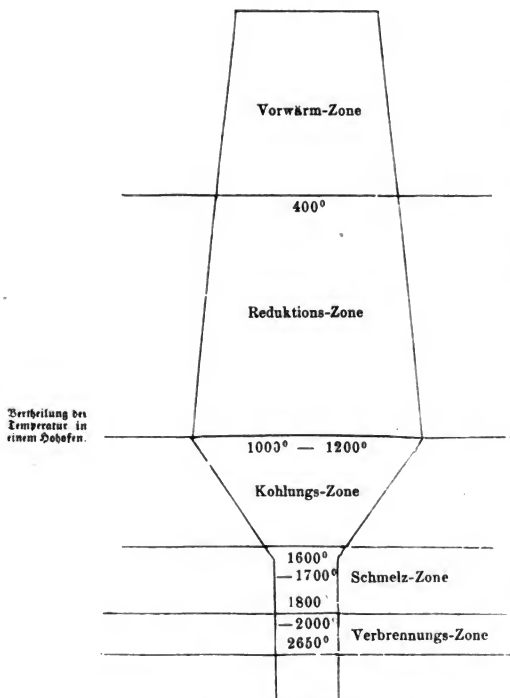 Vorwärm-Zone
400°
Reduktions-Zone
Vertheilung der
Temperatur in
einem Hohofen.
1000° — 1200°
Kohlungs-Zone
1600°
—1700°
Schmelz-Zone
1800
—2000°
2650°
Verbrennungs-Zone